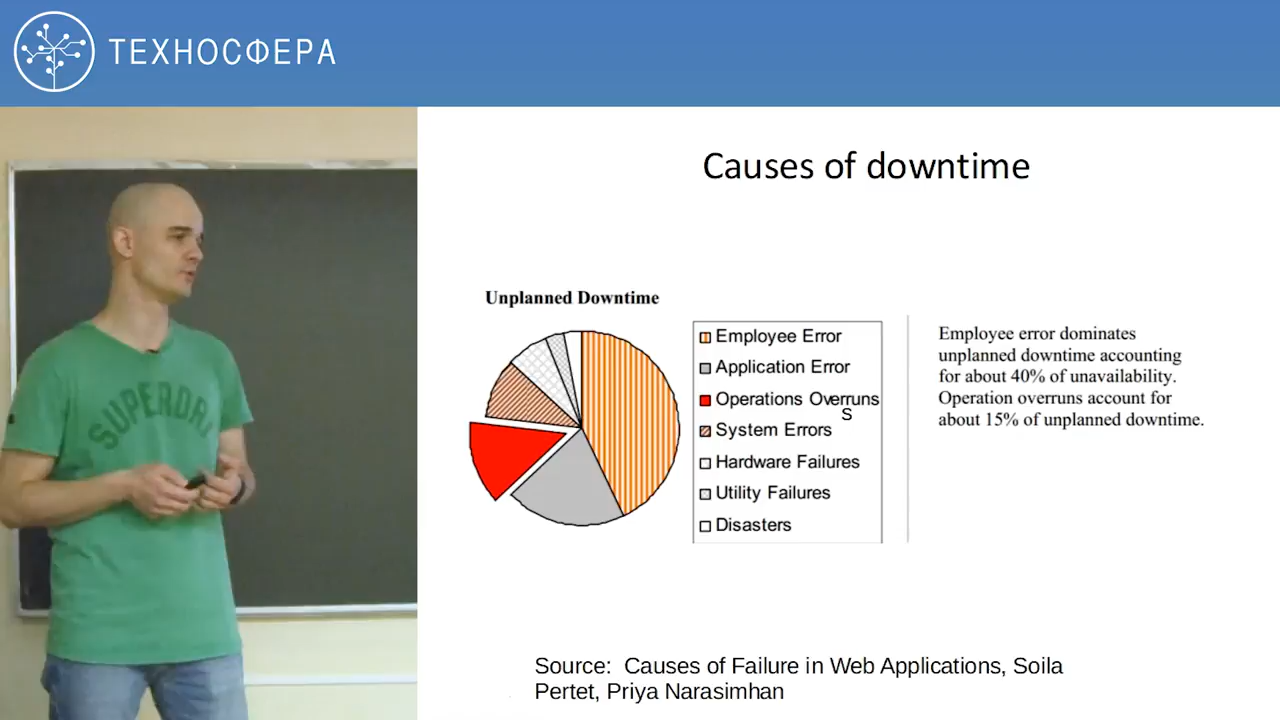 ТЕХНОСФЕРА
Causes of downtime
SUPERDRY
Unplanned Downtime
Employee Error
Application Error
Operations Overruns
s
System Errors
Hardware Failures
Utility Failures
Disasters
Employee error dominates
unplanned downtime accounting
for about 40% of unavailability.
Operation overruns account for
about 15% of unplanned downtime.
Source:  Causes of Failure in Web Applications, Soila
Pertet, Priya Narasimhan